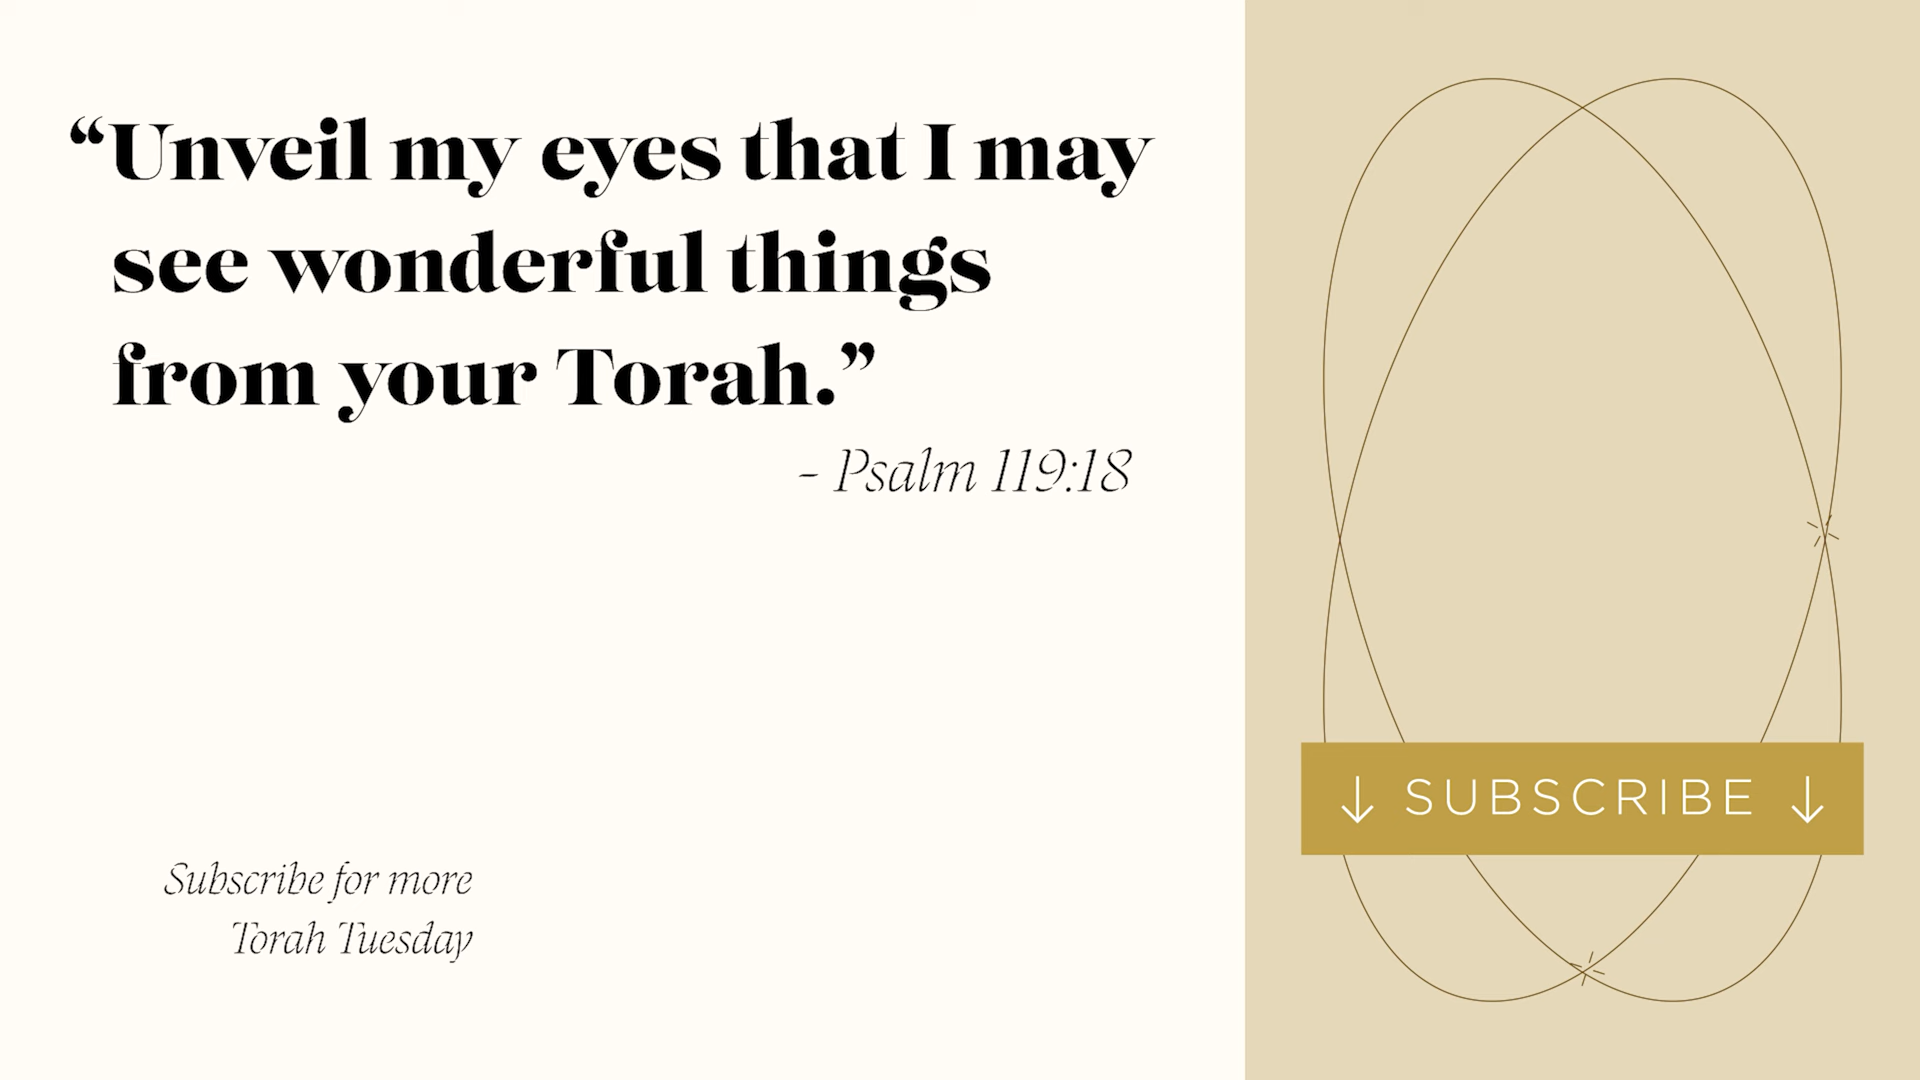 “Unveil my eyes that I may
see wonderful things
from your Torah.”
- Psalm 119:18
Subscribe for more
Torah Tuesday
↓ SUBSCRIBE ↓